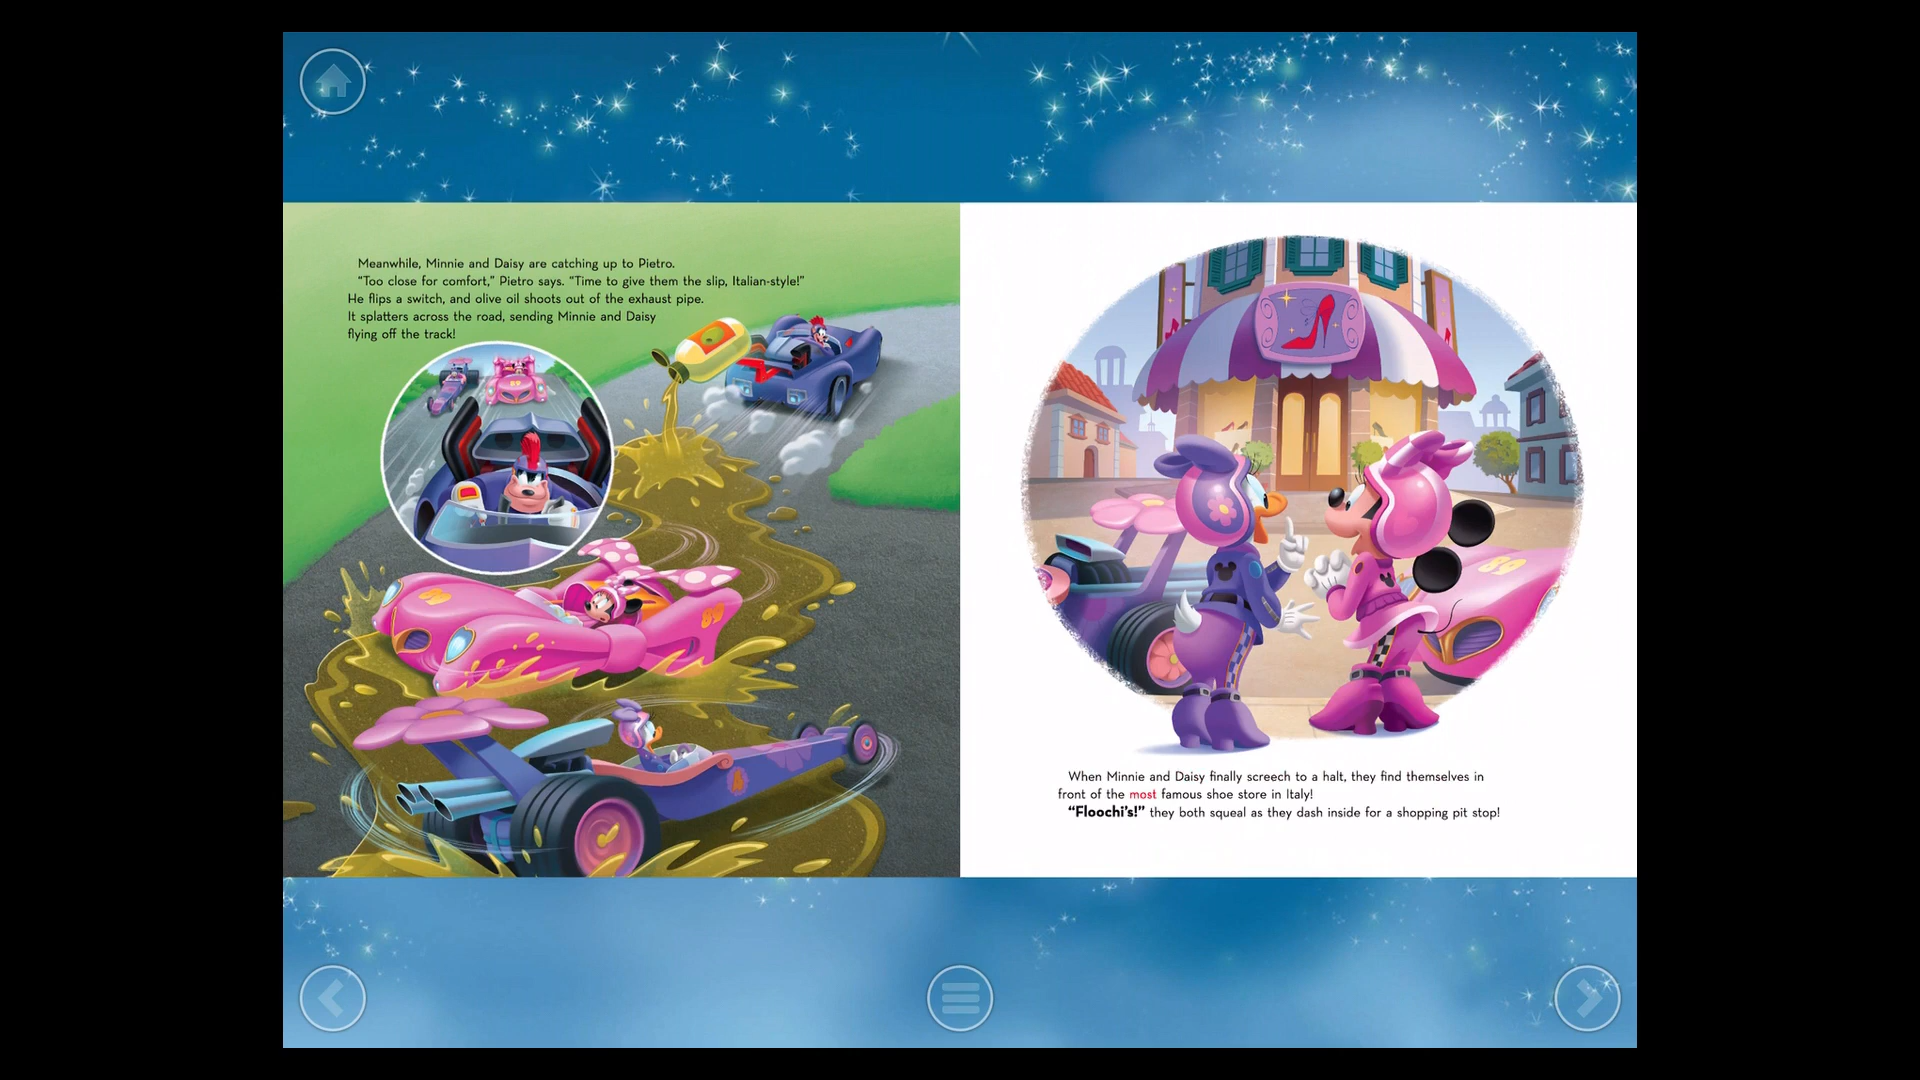 Meanwhile, Minnie and Daisy are catching up to Pietro.
“Too close for comfort,” Pietro says. “Time to give them the slip, Italian-style!”
He flips a switch, and olive oil shoots out of the exhaust pipe.
It splatters across the road, sending Minnie and Daisy
flying off the track!
89
89
89
89
When Minnie and Daisy finally screech to a halt, they find themselves in
front of the most famous shoe store in Italy!
“Floochi’s!” they both squeal as they dash inside for a shopping pit stop!